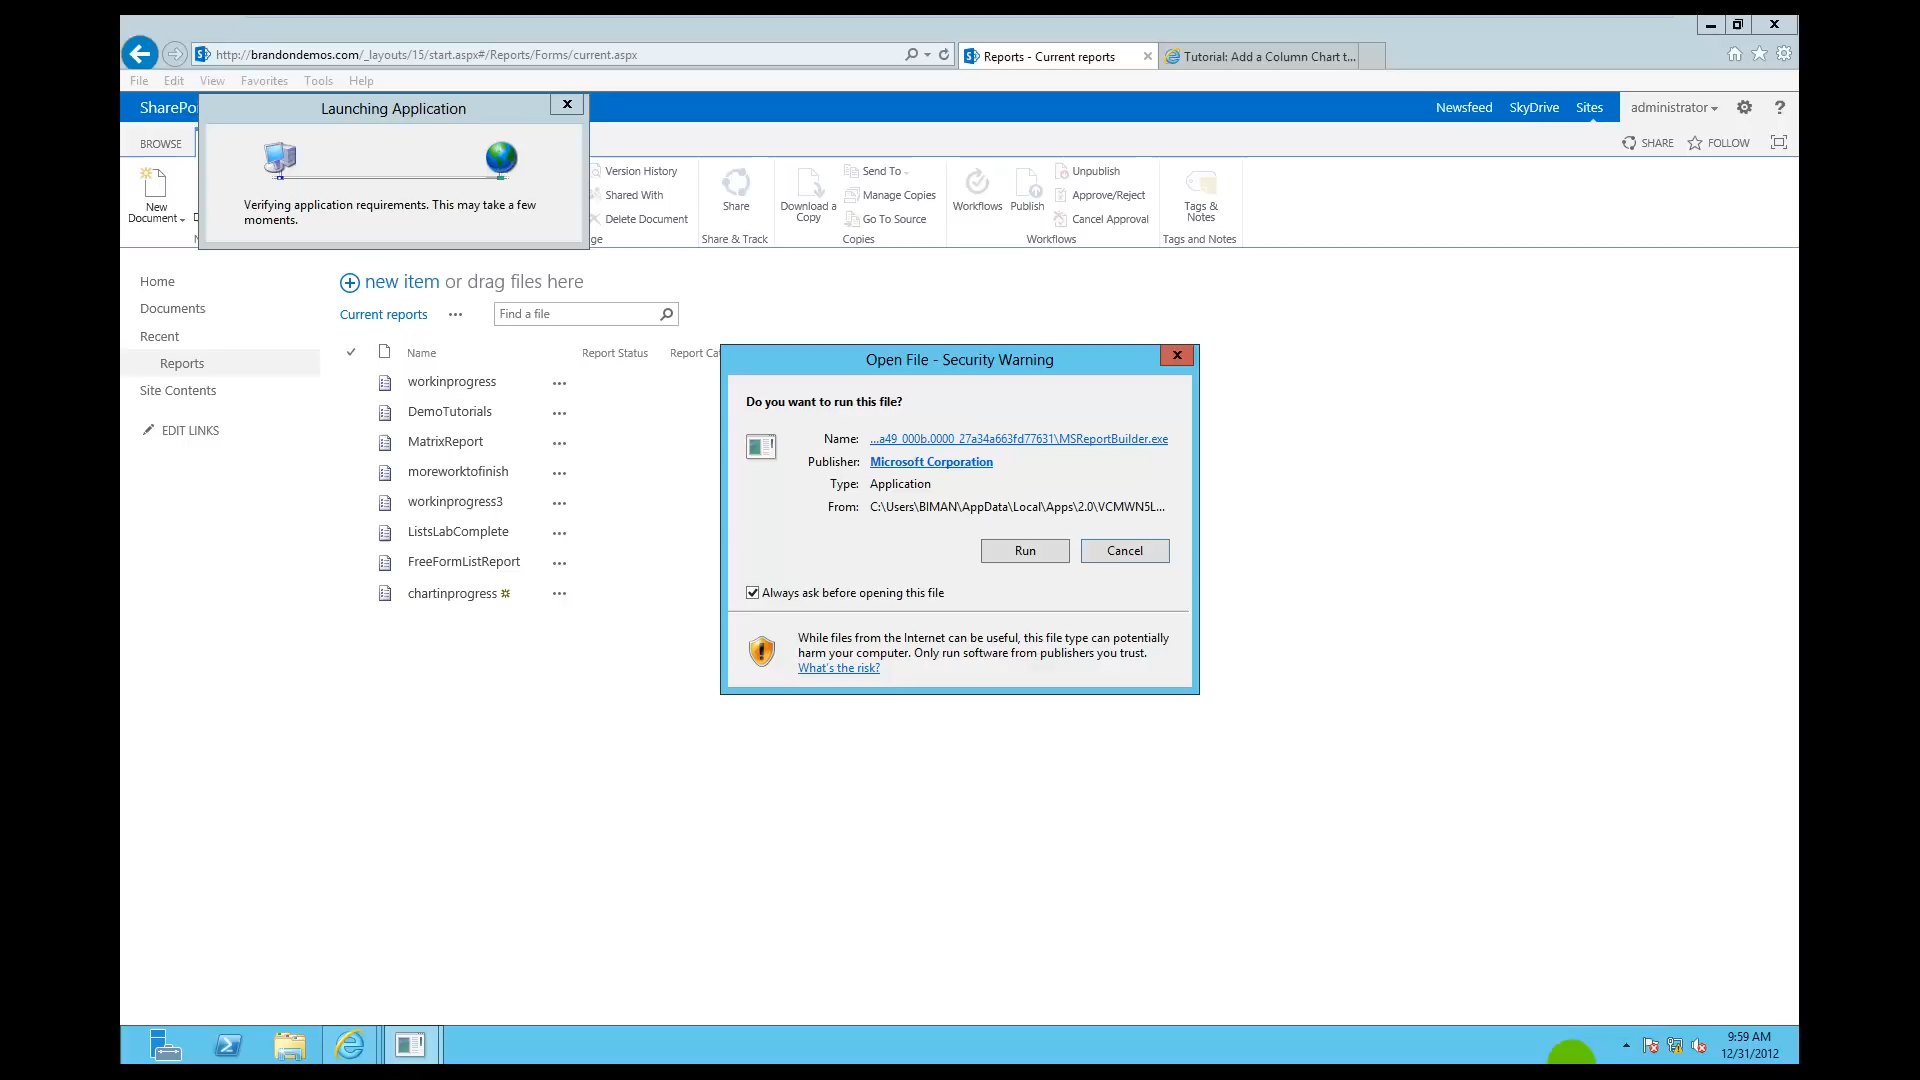 http://brandondemos.com/_layouts/15/start.aspx#/Reports/Forms/current.aspx
Reports - Current reports
Tutorial: Add a Column Chart t...
File Edit View Favorites Tools Help
Launching Application
Newsfeed SkyDrive Sites administrator
BROWSE
SHARE FOLLOW
Verifying application requirements. This may take a few
moments.
New
Document
Version History
Shared With
Delete Document
Share
Share & Track
Download a
Copy
Send To
Manage Copies
Go To Source
Copies
Workflows
Publish
Unpublish
Approve/Reject
Cancel Approval
Workflows
Tags &
Notes
Tags and Notes
Home
Documents
Recent
Reports
Site Contents
EDIT LINKS
new item or drag files here
Current reports ... Find a file
Name Report Status Report
workinprogress ...
DemoTutorials ...
MatrixReport ...
moreworktofinish ...
workinprogress3 ...
ListsLabComplete ...
FreeFormListReport ...
chartinprogress ...
Open File - Security Warning
Do you want to run this file?
Name: ...a49_000b.0000_27a34a663fd77631\MSReportBuilder.exe
Publisher: Microsoft Corporation
Type: Application
From: C:\Users\BIMAN\AppData\Local\Apps\2.0\VCMWN5L...
Run Cancel
Always ask before opening this file
While files from the Internet can be useful, this file type can potentially
harm your computer. Only run software from publishers you trust.
What's the risk?
9:59 AM
12/31/2012